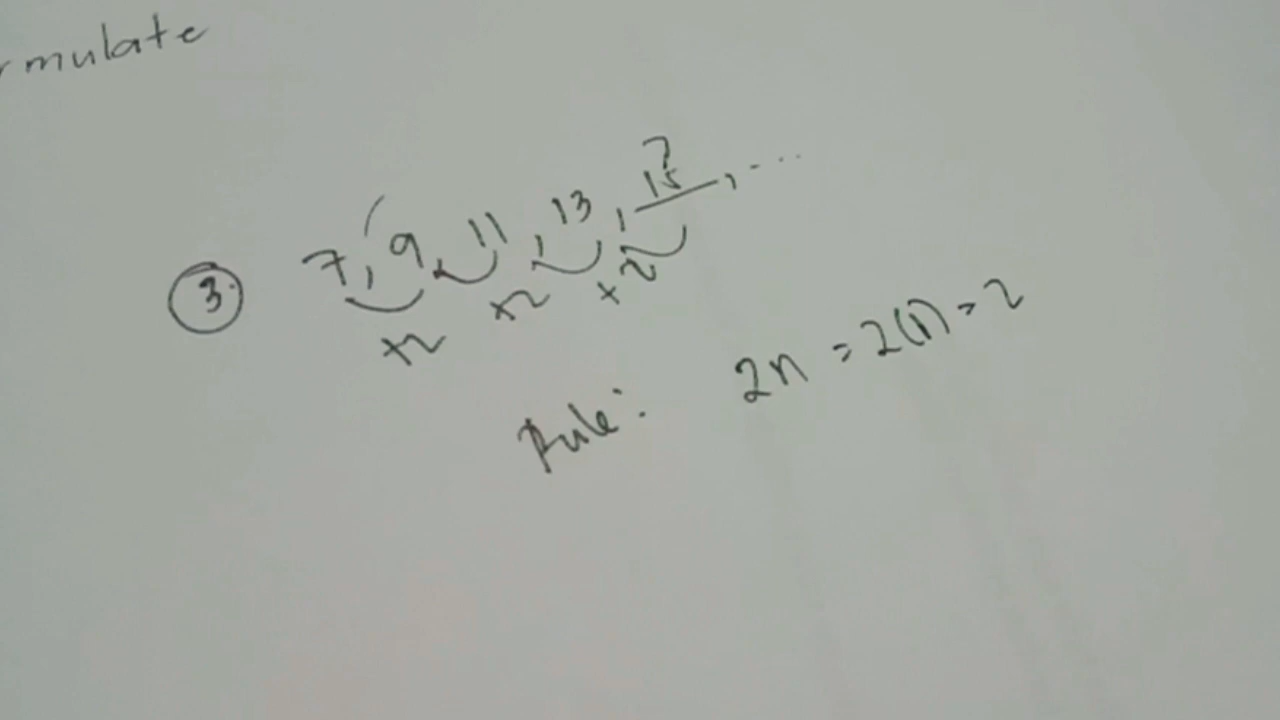 rmulate
3. 7, 9, 11, 13, 15, ...
?
+2 +2 +2
Rule: 2n = 2(1) = 2